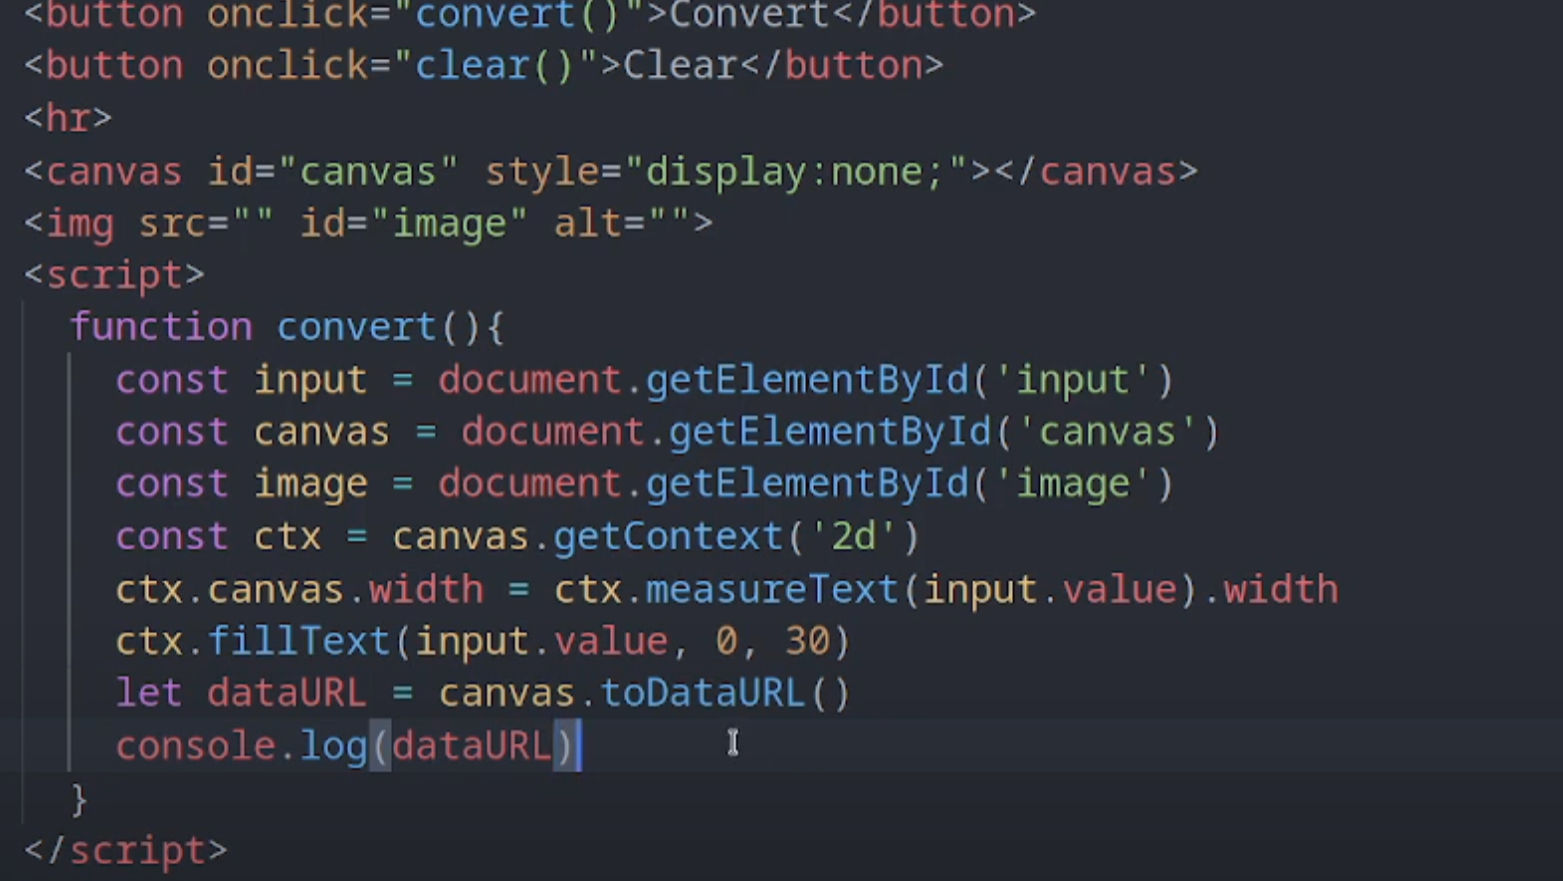 <button onclick="convert()">Convert</button>
<button onclick="clear()">Clear</button>
<hr>
<canvas id="canvas" style="display:none;"></canvas>
<img src="" id="image" alt="">
<script>
function convert(){
const input = document.getElementById('input')
const canvas = document.getElementById('canvas')
const image = document.getElementById('image')
const ctx = canvas.getContext('2d')
ctx.canvas.width = ctx.measureText(input.value).width
ctx.fillText(input.value, 0, 30)
let dataURL = canvas.toDataURL()
console.log(dataURL)
}
</script>